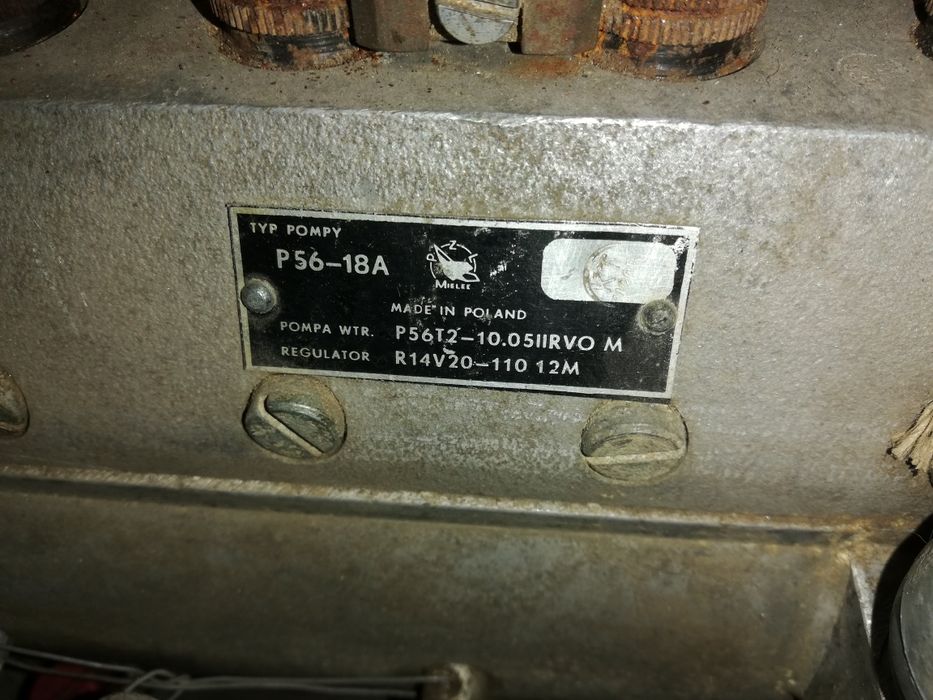 TYP POMPY
P56-18A
P Z L
MIELEC
MADE IN POLAND
POMPA WTR. P56T2-10.05IIRVO M
REGULATOR R14V20-110 12M